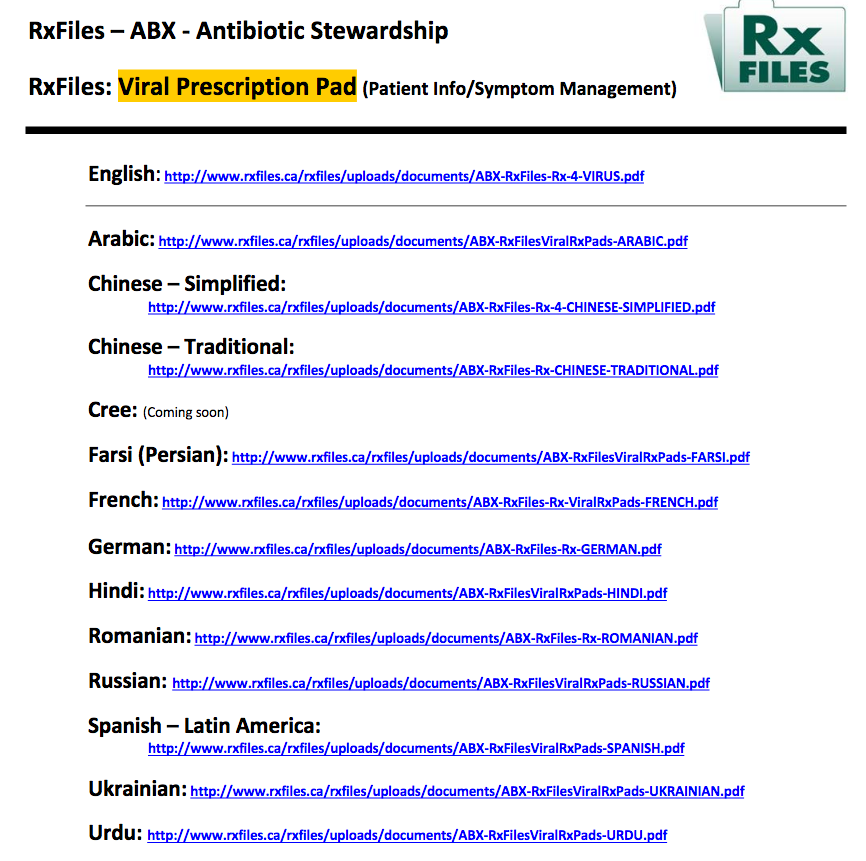 RxFiles – ABX - Antibiotic Stewardship
Rx
FILES
RxFiles: Viral Prescription Pad (Patient Info/Symptom Management)
English: http://www.rxfiles.ca/rxfiles/uploads/documents/ABX-RxFiles-Rx-4-VIRUS.pdf
Arabic: http://www.rxfiles.ca/rxfiles/uploads/documents/ABX-RxFilesViralRxPads-ARABIC.pdf
Chinese – Simplified:
http://www.rxfiles.ca/rxfiles/uploads/documents/ABX-RxFiles-Rx-4-CHINESE-SIMPLIFIED.pdf
Chinese – Traditional:
http://www.rxfiles.ca/rxfiles/uploads/documents/ABX-RxFiles-Rx-CHINESE-TRADITIONAL.pdf
Cree: (Coming soon)
Farsi (Persian): http://www.rxfiles.ca/rxfiles/uploads/documents/ABX-RxFilesViralRxPads-FARSI.pdf
French: http://www.rxfiles.ca/rxfiles/uploads/documents/ABX-RxFiles-Rx-ViralRxPads-FRENCH.pdf
German: http://www.rxfiles.ca/rxfiles/uploads/documents/ABX-RxFiles-Rx-GERMAN.pdf
Hindi: http://www.rxfiles.ca/rxfiles/uploads/documents/ABX-RxFilesViralRxPads-HINDI.pdf
Romanian: http://www.rxfiles.ca/rxfiles/uploads/documents/ABX-RxFiles-Rx-ROMANIAN.pdf
Russian: http://www.rxfiles.ca/rxfiles/uploads/documents/ABX-RxFilesViralRxPads-RUSSIAN.pdf
Spanish – Latin America:
http://www.rxfiles.ca/rxfiles/uploads/documents/ABX-RxFilesViralRxPads-SPANISH.pdf
Ukrainian: http://www.rxfiles.ca/rxfiles/uploads/documents/ABX-RxFilesViralRxPads-UKRAINIAN.pdf
Urdu: http://www.rxfiles.ca/rxfiles/uploads/documents/ABX-RxFilesViralRxPads-URDU.pdf